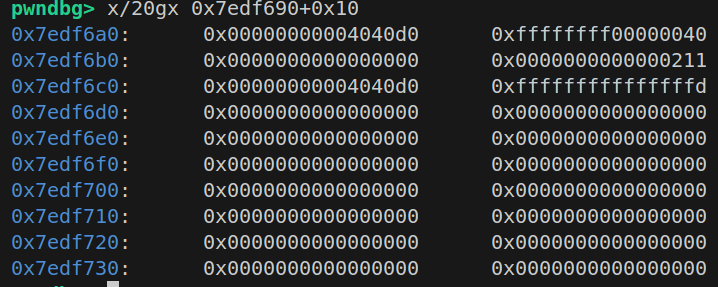 pwndbg> x/20gx 0x7edf690+0x10
0x7edf6a0: 0x00000000004040d0 0xffffffff00000040
0x7edf6b0: 0x0000000000000000 0x0000000000000211
0x7edf6c0: 0x00000000004040d0 0xfffffffffffffffd
0x7edf6d0: 0x0000000000000000 0x0000000000000000
0x7edf6e0: 0x0000000000000000 0x0000000000000000
0x7edf6f0: 0x0000000000000000 0x0000000000000000
0x7edf700: 0x0000000000000000 0x0000000000000000
0x7edf710: 0x0000000000000000 0x0000000000000000
0x7edf720: 0x0000000000000000 0x0000000000000000
0x7edf730: 0x0000000000000000 0x0000000000000000